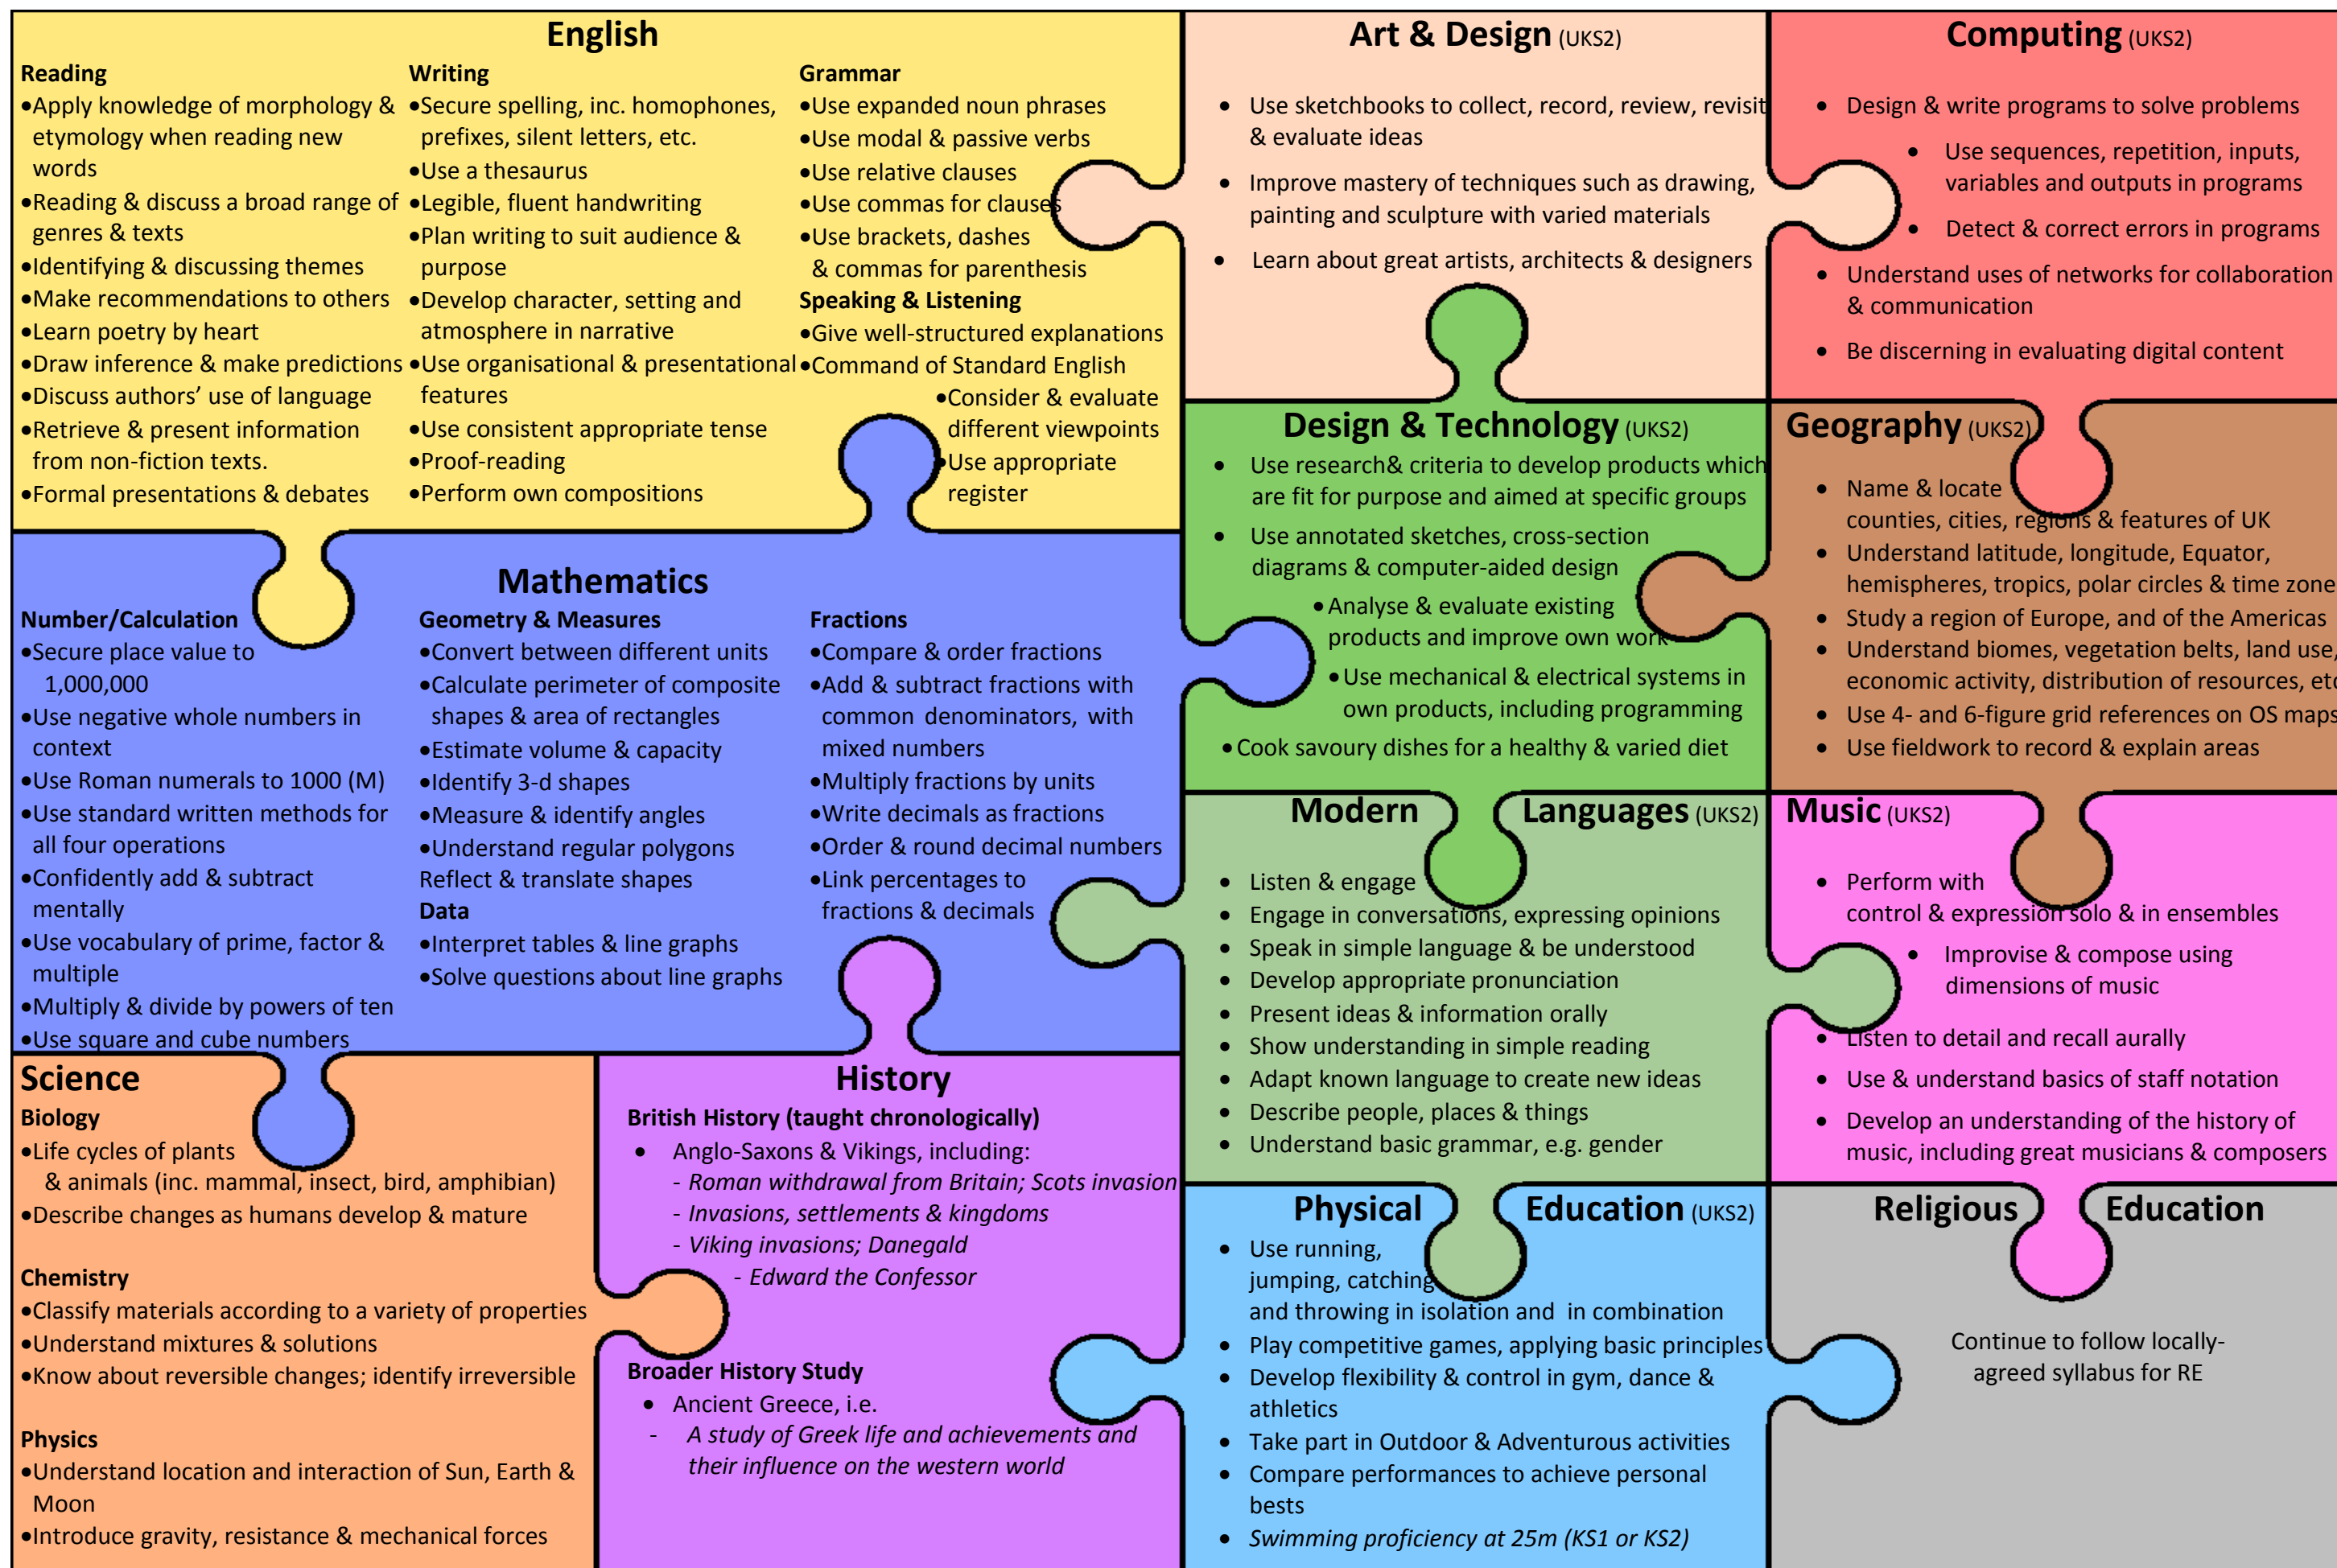 English
Reading
•Apply knowledge of morphology &
etymology when reading new
words
•Reading & discuss a broad range of
genres & texts
•Identifying & discussing themes
•Make recommendations to others
•Learn poetry by heart
•Draw inference & make predictions
•Discuss authors’ use of language
•Retrieve & present information
from non-fiction texts.
•Formal presentations & debates
Writing
•Secure spelling, inc. homophones,
prefixes, silent letters, etc.
•Use a thesaurus
•Legible, fluent handwriting
•Plan writing to suit audience &
purpose
•Develop character, setting and
atmosphere in narrative
•Use organisational & presentational
features
•Use consistent appropriate tense
•Proof-reading
•Perform own compositions
Grammar
•Use expanded noun phrases
•Use modal & passive verbs
•Use relative clauses
•Use commas for clauses
•Use brackets, dashes
& commas for parenthesis
Speaking & Listening
•Give well-structured explanations
•Command of Standard English
•Consider & evaluate
different viewpoints
•Use appropriate
register
Art & Design (UKS2)
• Use sketchbooks to collect, record, review, revisit
& evaluate ideas
• Improve mastery of techniques such as drawing,
painting and sculpture with varied materials
• Learn about great artists, architects & designers
Computing (UKS2)
• Design & write programs to solve problems
• Use sequences, repetition, inputs,
variables and outputs in programs
• Detect & correct errors in programs
• Understand uses of networks for collaboration
& communication
• Be discerning in evaluating digital content
Design & Technology (UKS2)
• Use research& criteria to develop products which
are fit for purpose and aimed at specific groups
• Use annotated sketches, cross-section
diagrams & computer-aided design
•Analyse & evaluate existing
products and improve own work
•Use mechanical & electrical systems in
own products, including programming
•Cook savoury dishes for a healthy & varied diet
Geography (UKS2)
• Name & locate
counties, cities, regions & features of UK
• Understand latitude, longitude, Equator,
hemispheres, tropics, polar circles & time zone
• Study a region of Europe, and of the Americas
• Understand biomes, vegetation belts, land use,
economic activity, distribution of resources, etc
• Use 4- and 6-figure grid references on OS maps
• Use fieldwork to record & explain areas
Mathematics
Number/Calculation
•Secure place value to
1,000,000
•Use negative whole numbers in
context
•Use Roman numerals to 1000 (M)
•Use standard written methods for
all four operations
•Confidently add & subtract
mentally
•Use vocabulary of prime, factor &
multiple
•Multiply & divide by powers of ten
•Use square and cube numbers
Geometry & Measures
•Convert between different units
•Calculate perimeter of composite
shapes & area of rectangles
•Estimate volume & capacity
•Identify 3-d shapes
•Measure & identify angles
•Understand regular polygons
Reflect & translate shapes
Data
•Interpret tables & line graphs
•Solve questions about line graphs
Fractions
•Compare & order fractions
•Add & subtract fractions with
common denominators, with
mixed numbers
•Multiply fractions by units
•Write decimals as fractions
•Order & round decimal numbers
•Link percentages to
fractions & decimals
Modern Languages (UKS2)
• Listen & engage
• Engage in conversations, expressing opinions
• Speak in simple language & be understood
• Develop appropriate pronunciation
• Present ideas & information orally
• Show understanding in simple reading
• Adapt known language to create new ideas
• Describe people, places & things
• Understand basic grammar, e.g. gender
Music (UKS2)
• Perform with
control & expression solo & in ensembles
• Improvise & compose using
dimensions of music
• Listen to detail and recall aurally
• Use & understand basics of staff notation
• Develop an understanding of the history of
music, including great musicians & composers
Science
Biology
•Life cycles of plants
& animals (inc. mammal, insect, bird, amphibian)
•Describe changes as humans develop & mature
Chemistry
•Classify materials according to a variety of properties
•Understand mixtures & solutions
•Know about reversible changes; identify irreversible
Physics
•Understand location and interaction of Sun, Earth &
Moon
•Introduce gravity, resistance & mechanical forces
History
British History (taught chronologically)
• Anglo-Saxons & Vikings, including:
- Roman withdrawal from Britain; Scots invasion
- Invasions, settlements & kingdoms
- Viking invasions; Danegald
- Edward the Confessor
Broader History Study
• Ancient Greece, i.e.
- A study of Greek life and achievements and
their influence on the western world
Physical Education (UKS2)
• Use running,
jumping, catching
and throwing in isolation and in combination
• Play competitive games, applying basic principles
• Develop flexibility & control in gym, dance &
athletics
• Take part in Outdoor & Adventurous activities
• Compare performances to achieve personal
bests
• Swimming proficiency at 25m (KS1 or KS2)
Religious Education
Continue to follow locally-
agreed syllabus for RE